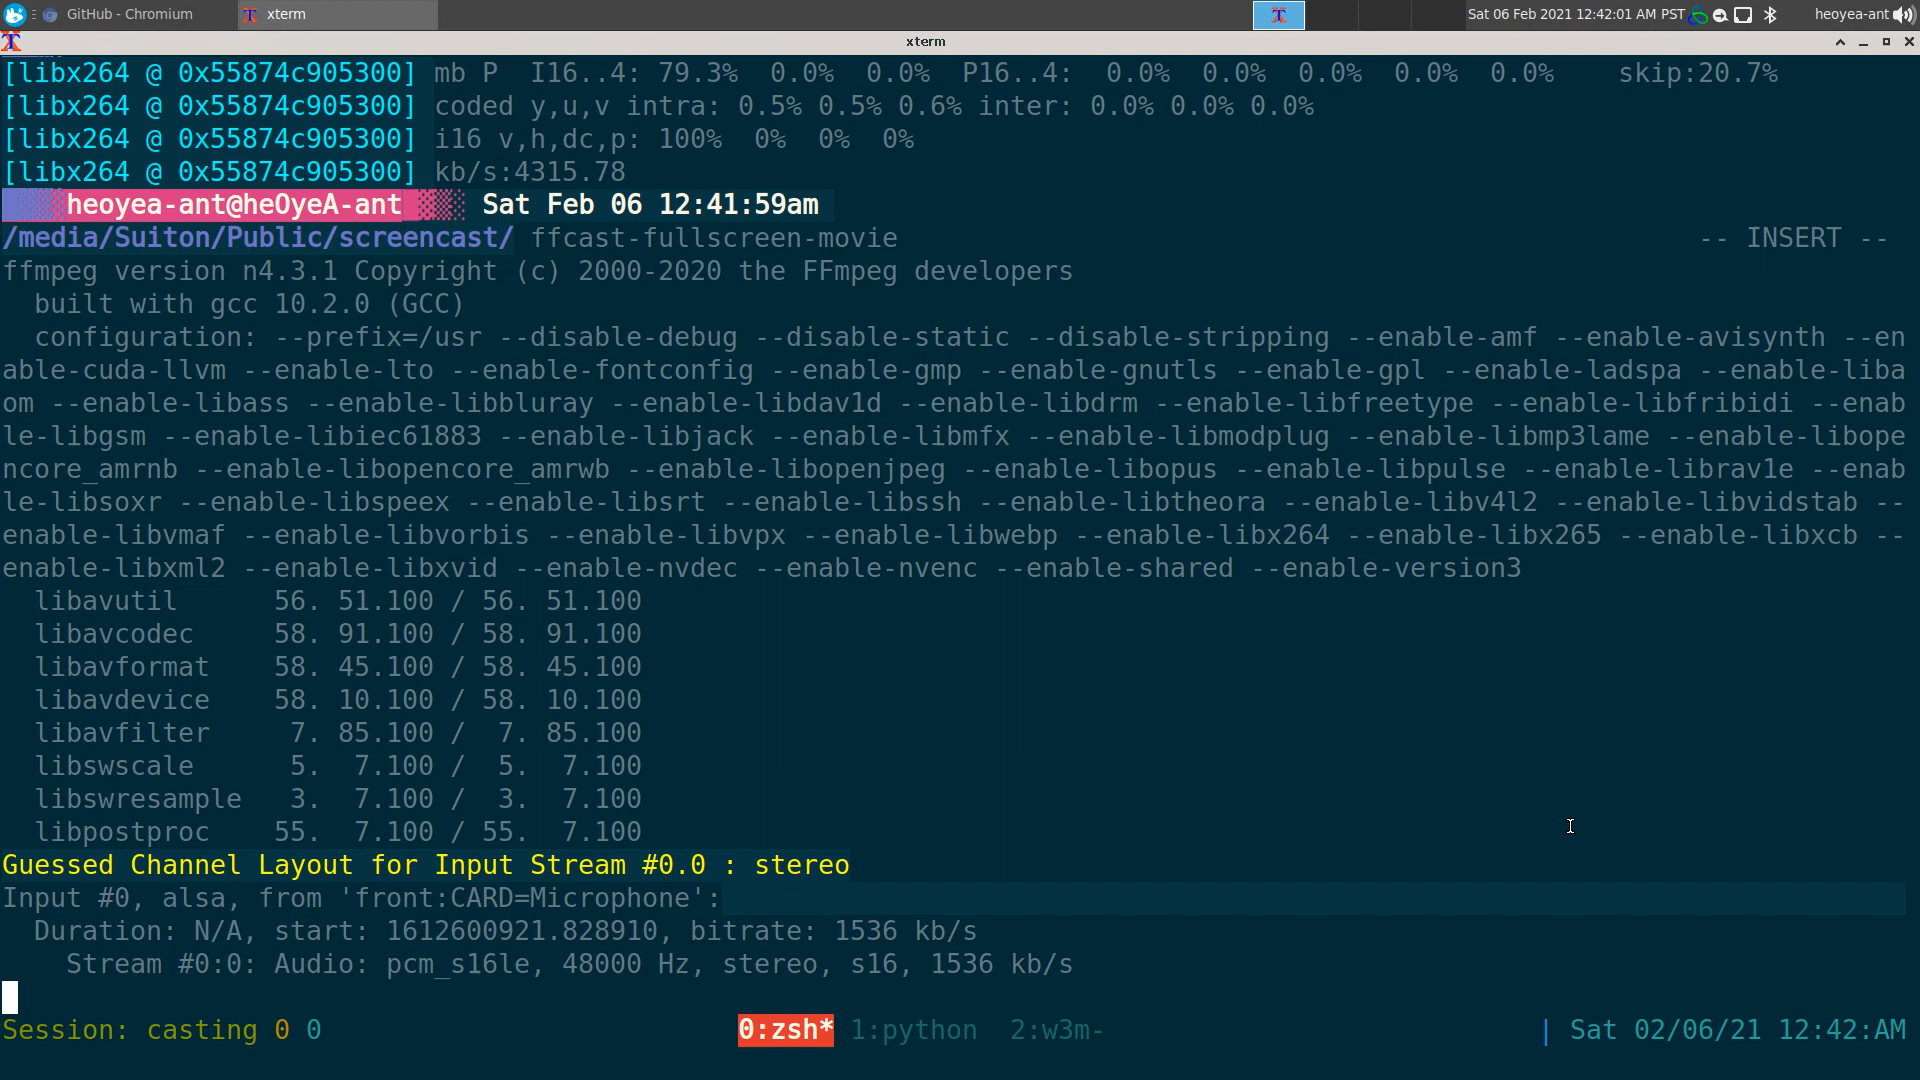 GitHub - Chromium
xterm
Sat 06 Feb 2021 12:42:01 AM PST
heoyea-ant
xterm
[libx264 @ 0x55874c905300] mb P  I16..4: 79.3%  0.0%  0.0%  P16..4:  0.0%  0.0%  0.0%  0.0%  0.0%    skip:20.7%
[libx264 @ 0x55874c905300] coded y,u,v intra: 0.5% 0.5% 0.6% inter: 0.0% 0.0% 0.0%
[libx264 @ 0x55874c905300] i16 v,h,dc,p: 100%  0%  0%  0%
[libx264 @ 0x55874c905300] kb/s:4315.78
heoyea-ant@heOyeA-ant Sat Feb 06 12:41:59am
/media/Suiton/Public/screencast/ ffcast-fullscreen-movie -- INSERT --
ffmpeg version n4.3.1 Copyright (c) 2000-2020 the FFmpeg developers
  built with gcc 10.2.0 (GCC)
  configuration: --prefix=/usr --disable-debug --disable-static --disable-stripping --enable-amf --enable-avisynth --en
able-cuda-llvm --enable-lto --enable-fontconfig --enable-gmp --enable-gnutls --enable-gpl --enable-ladspa --enable-liba
om --enable-libass --enable-libbluray --enable-libdav1d --enable-libdrm --enable-libfreetype --enable-libfribidi --enab
le-libgsm --enable-libiec61883 --enable-libjack --enable-libmfx --enable-libmodplug --enable-libmp3lame --enable-libope
ncore_amrnb --enable-libopencore_amrwb --enable-libopenjpeg --enable-libopus --enable-libpulse --enable-librav1e --enab
le-libsoxr --enable-libspeex --enable-libsrt --enable-libssh --enable-libtheora --enable-libv4l2 --enable-libvidstab --
enable-libvmaf --enable-libvorbis --enable-libvpx --enable-libwebp --enable-libx264 --enable-libx265 --enable-libxcb --
enable-libxml2 --enable-libxvid --enable-nvdec --enable-nvenc --enable-shared --enable-version3
  libavutil      56. 51.100 / 56. 51.100
  libavcodec     58. 91.100 / 58. 91.100
  libavformat    58. 45.100 / 58. 45.100
  libavdevice    58. 10.100 / 58. 10.100
  libavfilter     7. 85.100 /  7. 85.100
  libswscale      5.  7.100 /  5.  7.100
  libswresample   3.  7.100 /  3.  7.100
  libpostproc    55.  7.100 / 55.  7.100
Guessed Channel Layout for Input Stream #0.0 : stereo
Input #0, alsa, from 'front:CARD=Microphone':
  Duration: N/A, start: 1612600921.828910, bitrate: 1536 kb/s
    Stream #0:0: Audio: pcm_s16le, 48000 Hz, stereo, s16, 1536 kb/s
Session: casting 0 0 0:zsh* 1:python  2:w3m- | Sat 02/06/21 12:42:AM